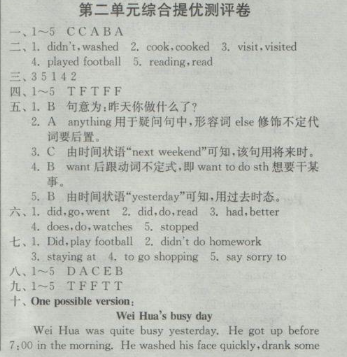 第二单元综合提优测评卷
一、1~5 C C A B A
二、1. didn't,washed 2. cook,cooked 3. visit,visited
4. played football 5. reading,read
三、3 5 1 4 2
四、1~5 T F T F F
五、1. B 句意为:昨天你做什么了?
2. A anything 用于疑问句中,形容词 else 修饰不定代
词要后置。
3. C 由时间状语“next weekend”可知,该句用将来时。
4. B want 后跟动词不定式,即 want to do sth 想要干某
事。
5. B 由时间状语“yesterday”可知,用过去时态。
六、1. did,go,went 2. did,do,read 3. had,better
4. does,do,watches 5. stopped
七、1. Did,play football 2. didn't do homework
3. staying at 4. to go shopping 5. say sorry to
八、1~5 D A C E B
九、1~5 T F F T T
十、One possible version:
Wei Hua's busy day
Wei Hua was quite busy yesterday. He got up before
7:00 in the morning. He washed his face quickly,drank some